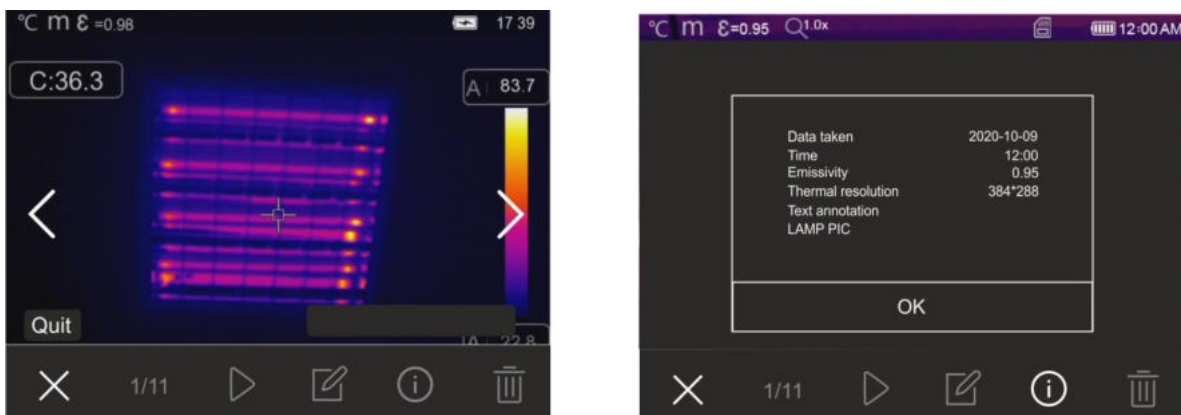 °C m ε =0.98 17 39
C:36.3
A 83.7
Quit
22.8
1/11
°C m ε=0.95 1.0x 12:00 AM
Data taken 2020-10-09
Time 12:00
Emissivity 0.95
Thermal resolution 384*288
Text annotation
LAMP PIC
OK
1/11